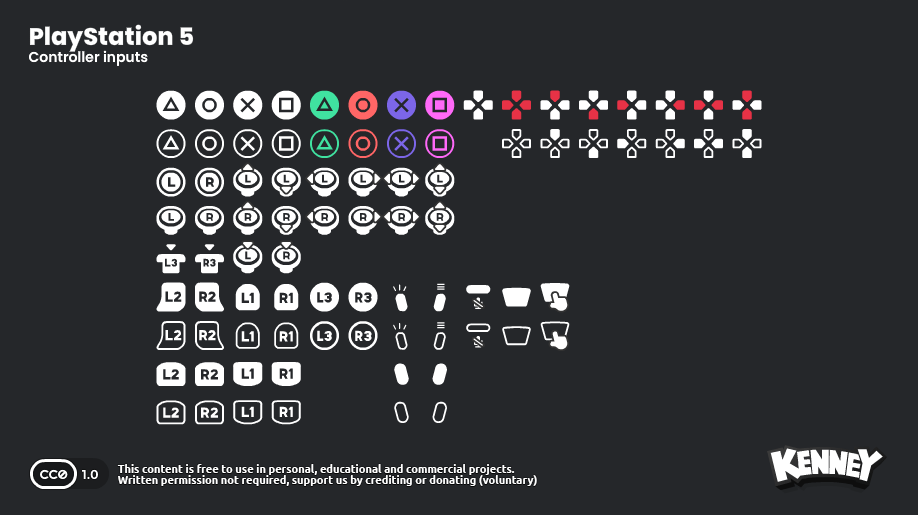 PlayStation 5
Controller inputs
L R L L L L L L
L R R R R R R R
L3 R3 L R
L2 R2 L1 R1 L3 R3
L2 R2 L1 R1 L3 R3
L2 R2 L1 R1
L2 R2 L1 R1
CC0 1.0
This content is free to use in personal, educational and commercial projects.
Written permission not required, support us by crediting or donating (voluntary)
KENNEY